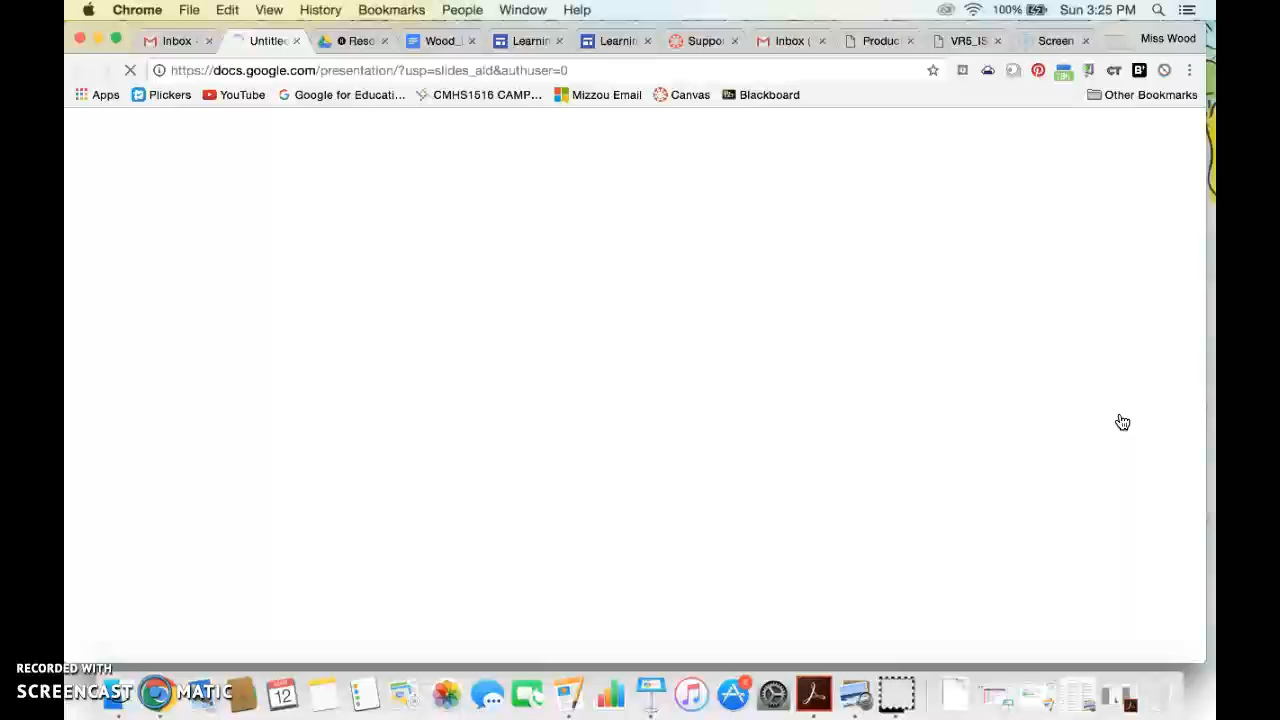 Chrome File Edit View History Bookmarks People Window Help 100% Sun 3:25 PM
Inbox Untitle Reso Wood_ Learnin Learnin Suppo Inbox ( Produc VR5_IS Screen Miss Wood
https://docs.google.com/presentation/?usp=slides_ald&authuser=0
Apps Plickers YouTube Google for Educati... CMHS1516 CAMP... Mizzou Email Canvas Blackboard Other Bookmarks
RECORDED WITH
SCREENCAST MATIC
12